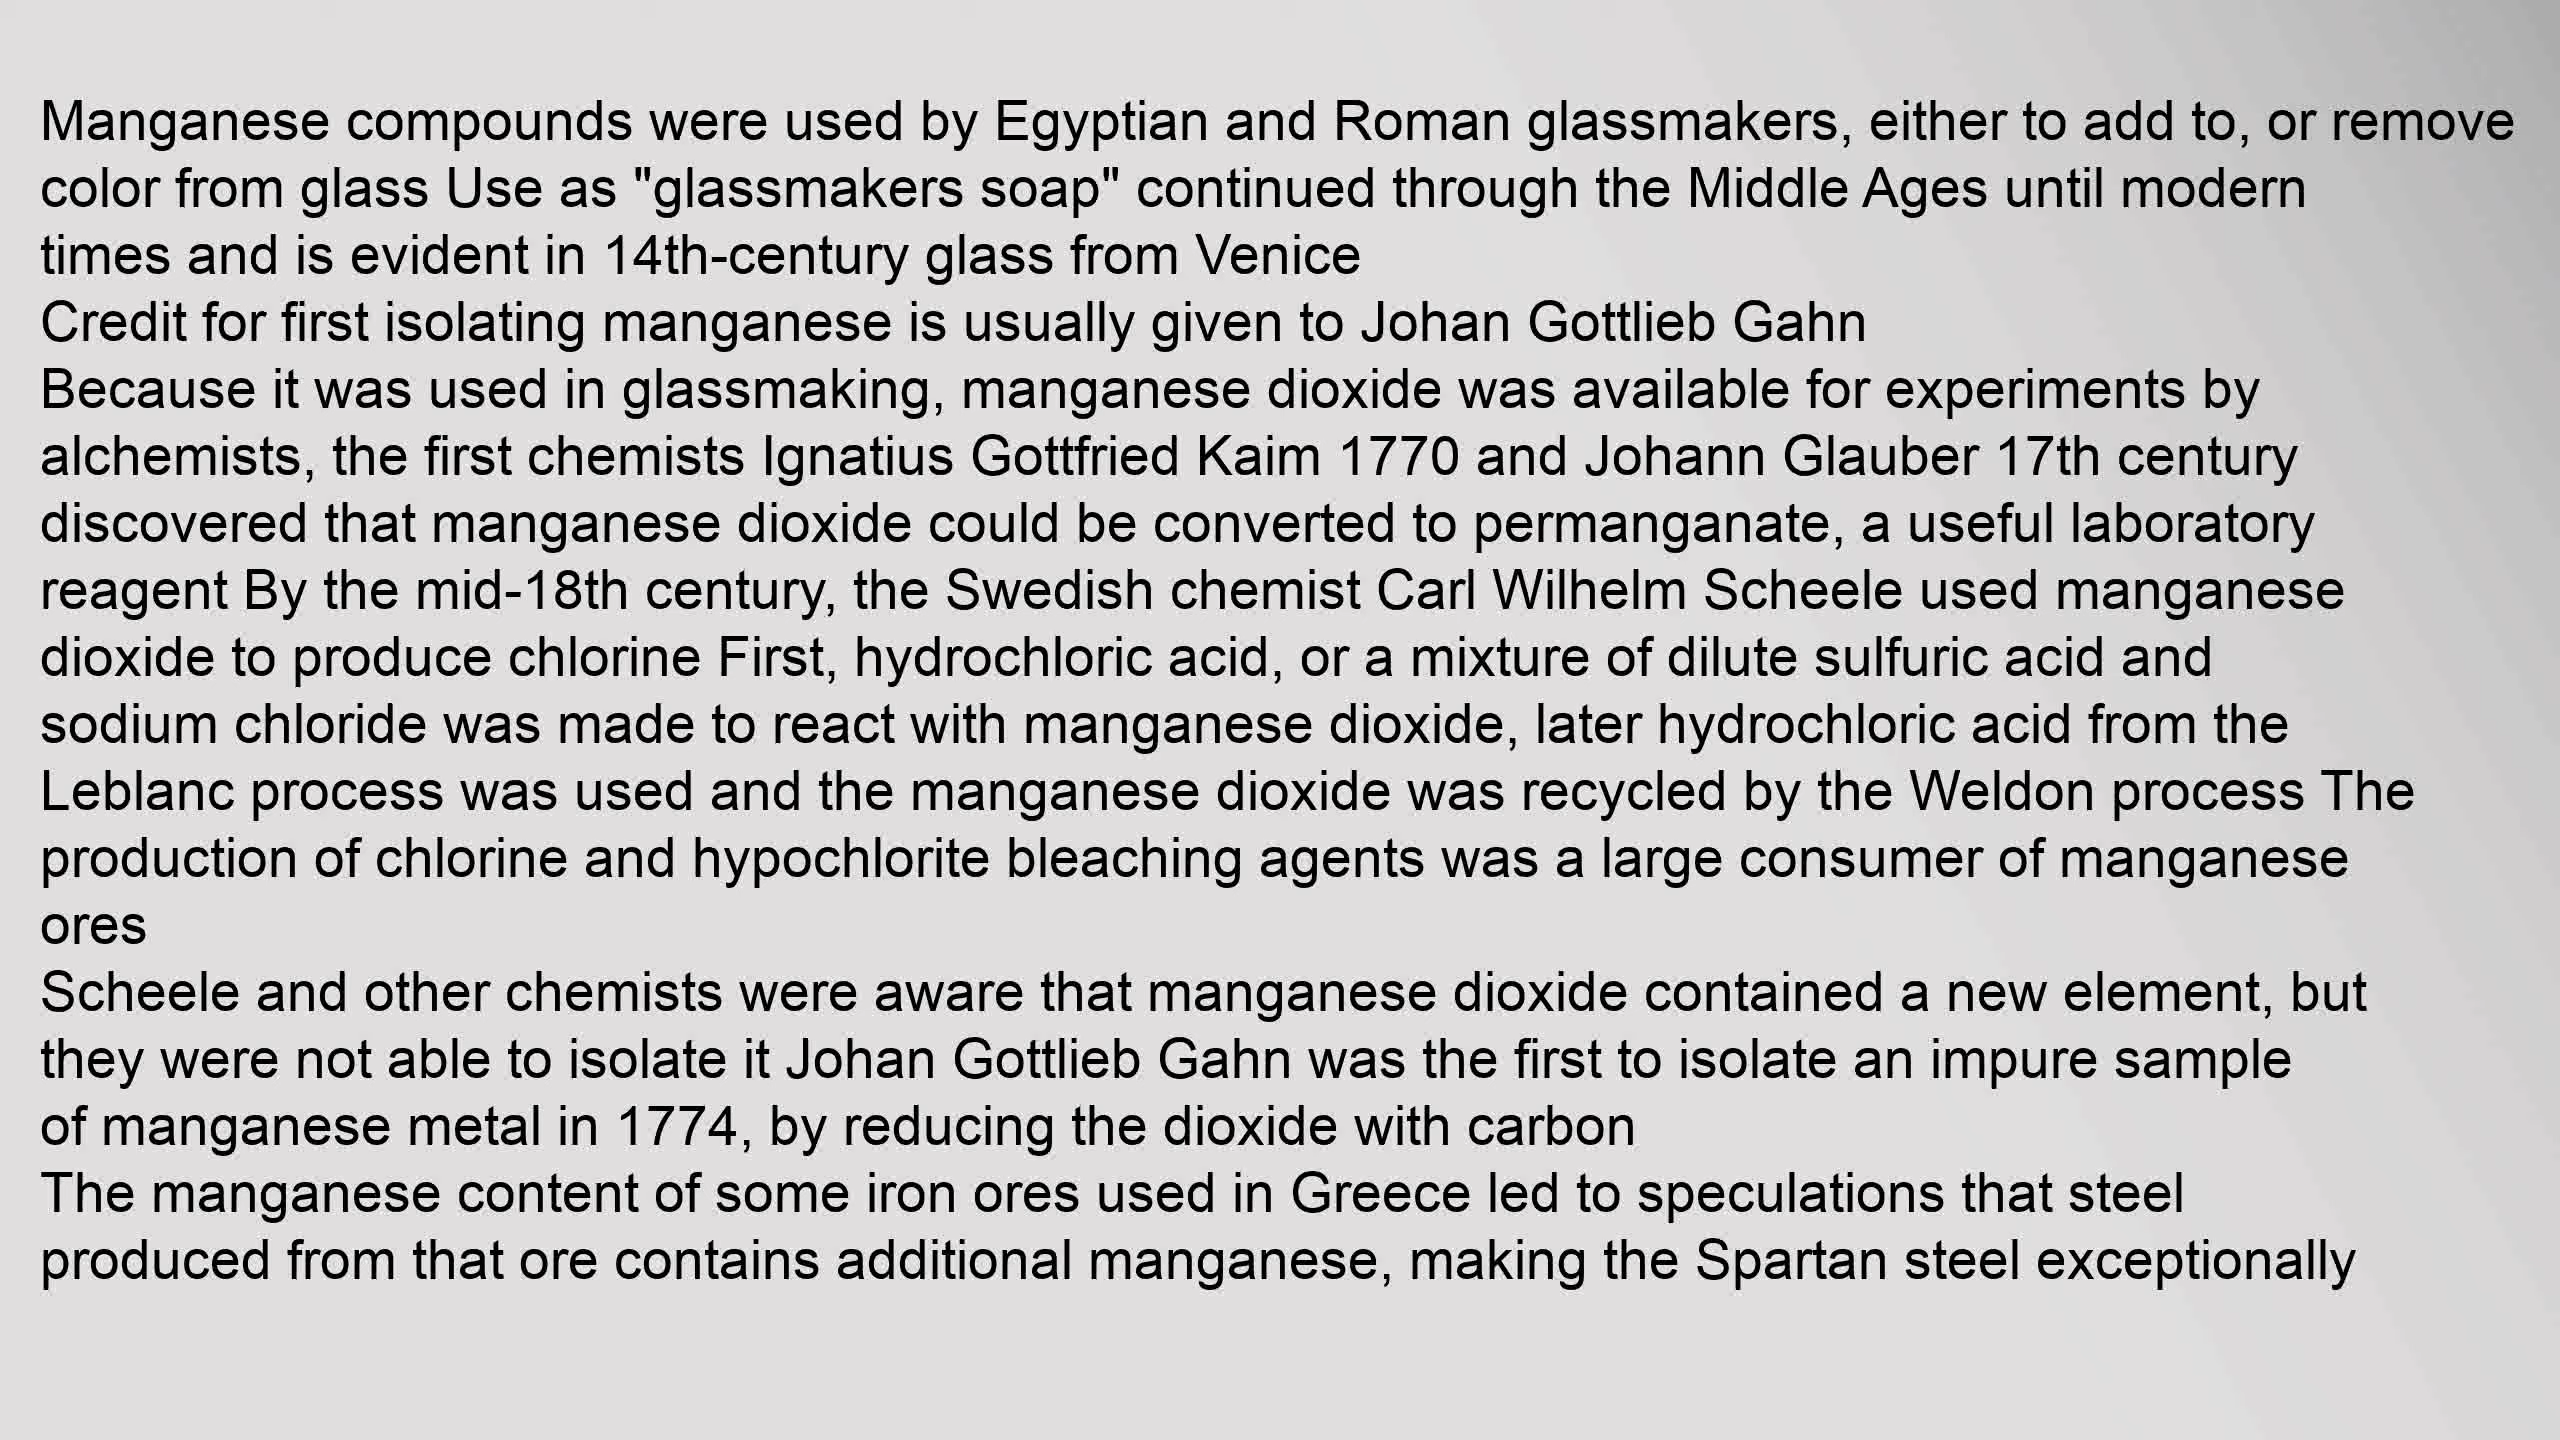 Manganese compounds were used by Egyptian and Roman glassmakers, either to add to, or remove
color from glass Use as "glassmakers soap" continued through the Middle Ages until modern
times and is evident in 14th-century glass from Venice
Credit for first isolating manganese is usually given to Johan Gottlieb Gahn
Because it was used in glassmaking, manganese dioxide was available for experiments by
alchemists, the first chemists Ignatius Gottfried Kaim 1770 and Johann Glauber 17th century
discovered that manganese dioxide could be converted to permanganate, a useful laboratory
reagent By the mid-18th century, the Swedish chemist Carl Wilhelm Scheele used manganese
dioxide to produce chlorine First, hydrochloric acid, or a mixture of dilute sulfuric acid and
sodium chloride was made to react with manganese dioxide, later hydrochloric acid from the
Leblanc process was used and the manganese dioxide was recycled by the Weldon process The
production of chlorine and hypochlorite bleaching agents was a large consumer of manganese
ores
Scheele and other chemists were aware that manganese dioxide contained a new element, but
they were not able to isolate it Johan Gottlieb Gahn was the first to isolate an impure sample
of manganese metal in 1774, by reducing the dioxide with carbon
The manganese content of some iron ores used in Greece led to speculations that steel
produced from that ore contains additional manganese, making the Spartan steel exceptionally